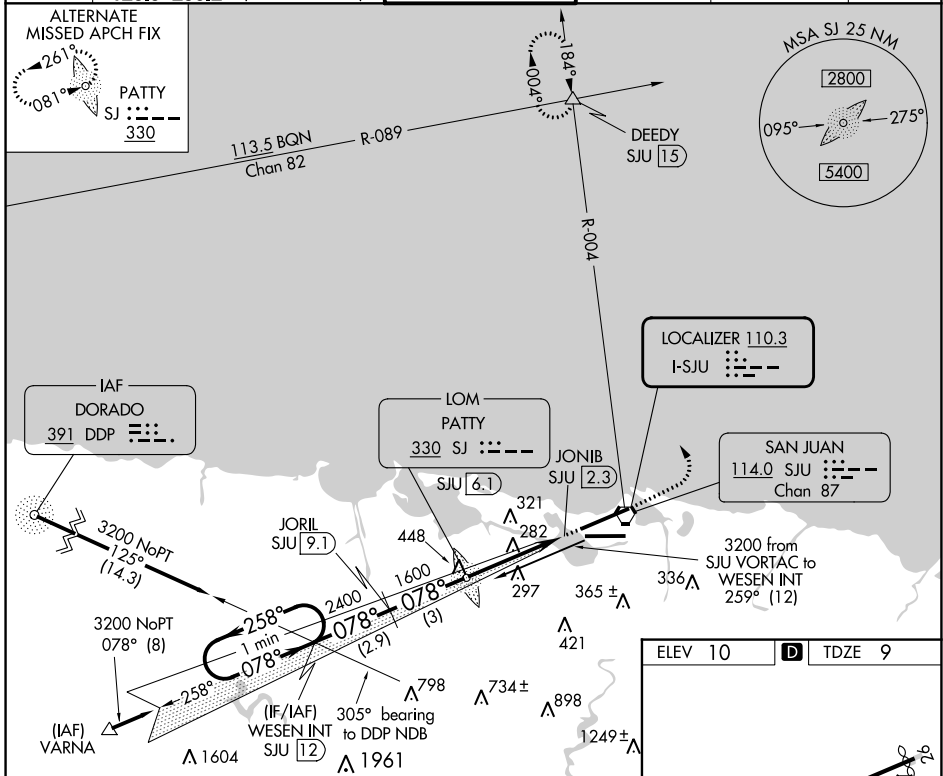 ALTERNATE
MISSED APCH FIX
261°
081°
PATTY
SJ
330
113.5 BQN
Chan 82
R-089
184°
004°
DEEDY
SJU 15
R-004
MSA SJ 25 NM
2800
095°
275°
5400
LOCALIZER 110.3
I-SJU
IAF
DORADO
391 DDP
LOM
PATTY
330 SJ
SJU 6.1
JONIB
SJU 2.3
SAN JUAN
114.0 SJU
Chan 87
3200 NoPT
125°
(14.3)
JORIL
SJU 9.1
448
321
282
297
365 ±
336
421
3200 from
SJU VORTAC to
WESEN INT
259° (12)
2400
1600
258°
1 min
078°
078°
078°
(2.9)
(3)
3200 NoPT
078° (8)
258°
(IAF)
VARNA
(IF/IAF)
WESEN INT
SJU 12
305° bearing
to DDP NDB
798
734 ±
898
1249 ±
1604
1961
ELEV 10
D
TDZE 9
26